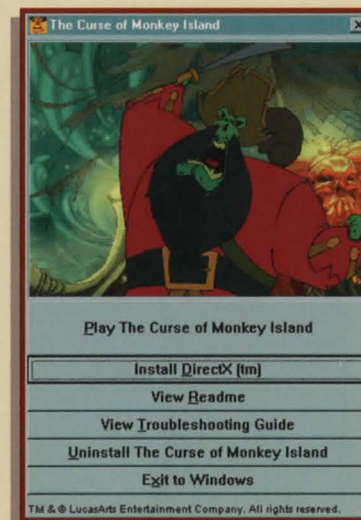 The Curse of Monkey Island
Play The Curse of Monkey Island
Install DirectX (tm)
View Readme
View Troubleshooting Guide
Uninstall The Curse of Monkey Island
Exit to Windows
TM & © LucasArts Entertainment Company. All rights reserved.